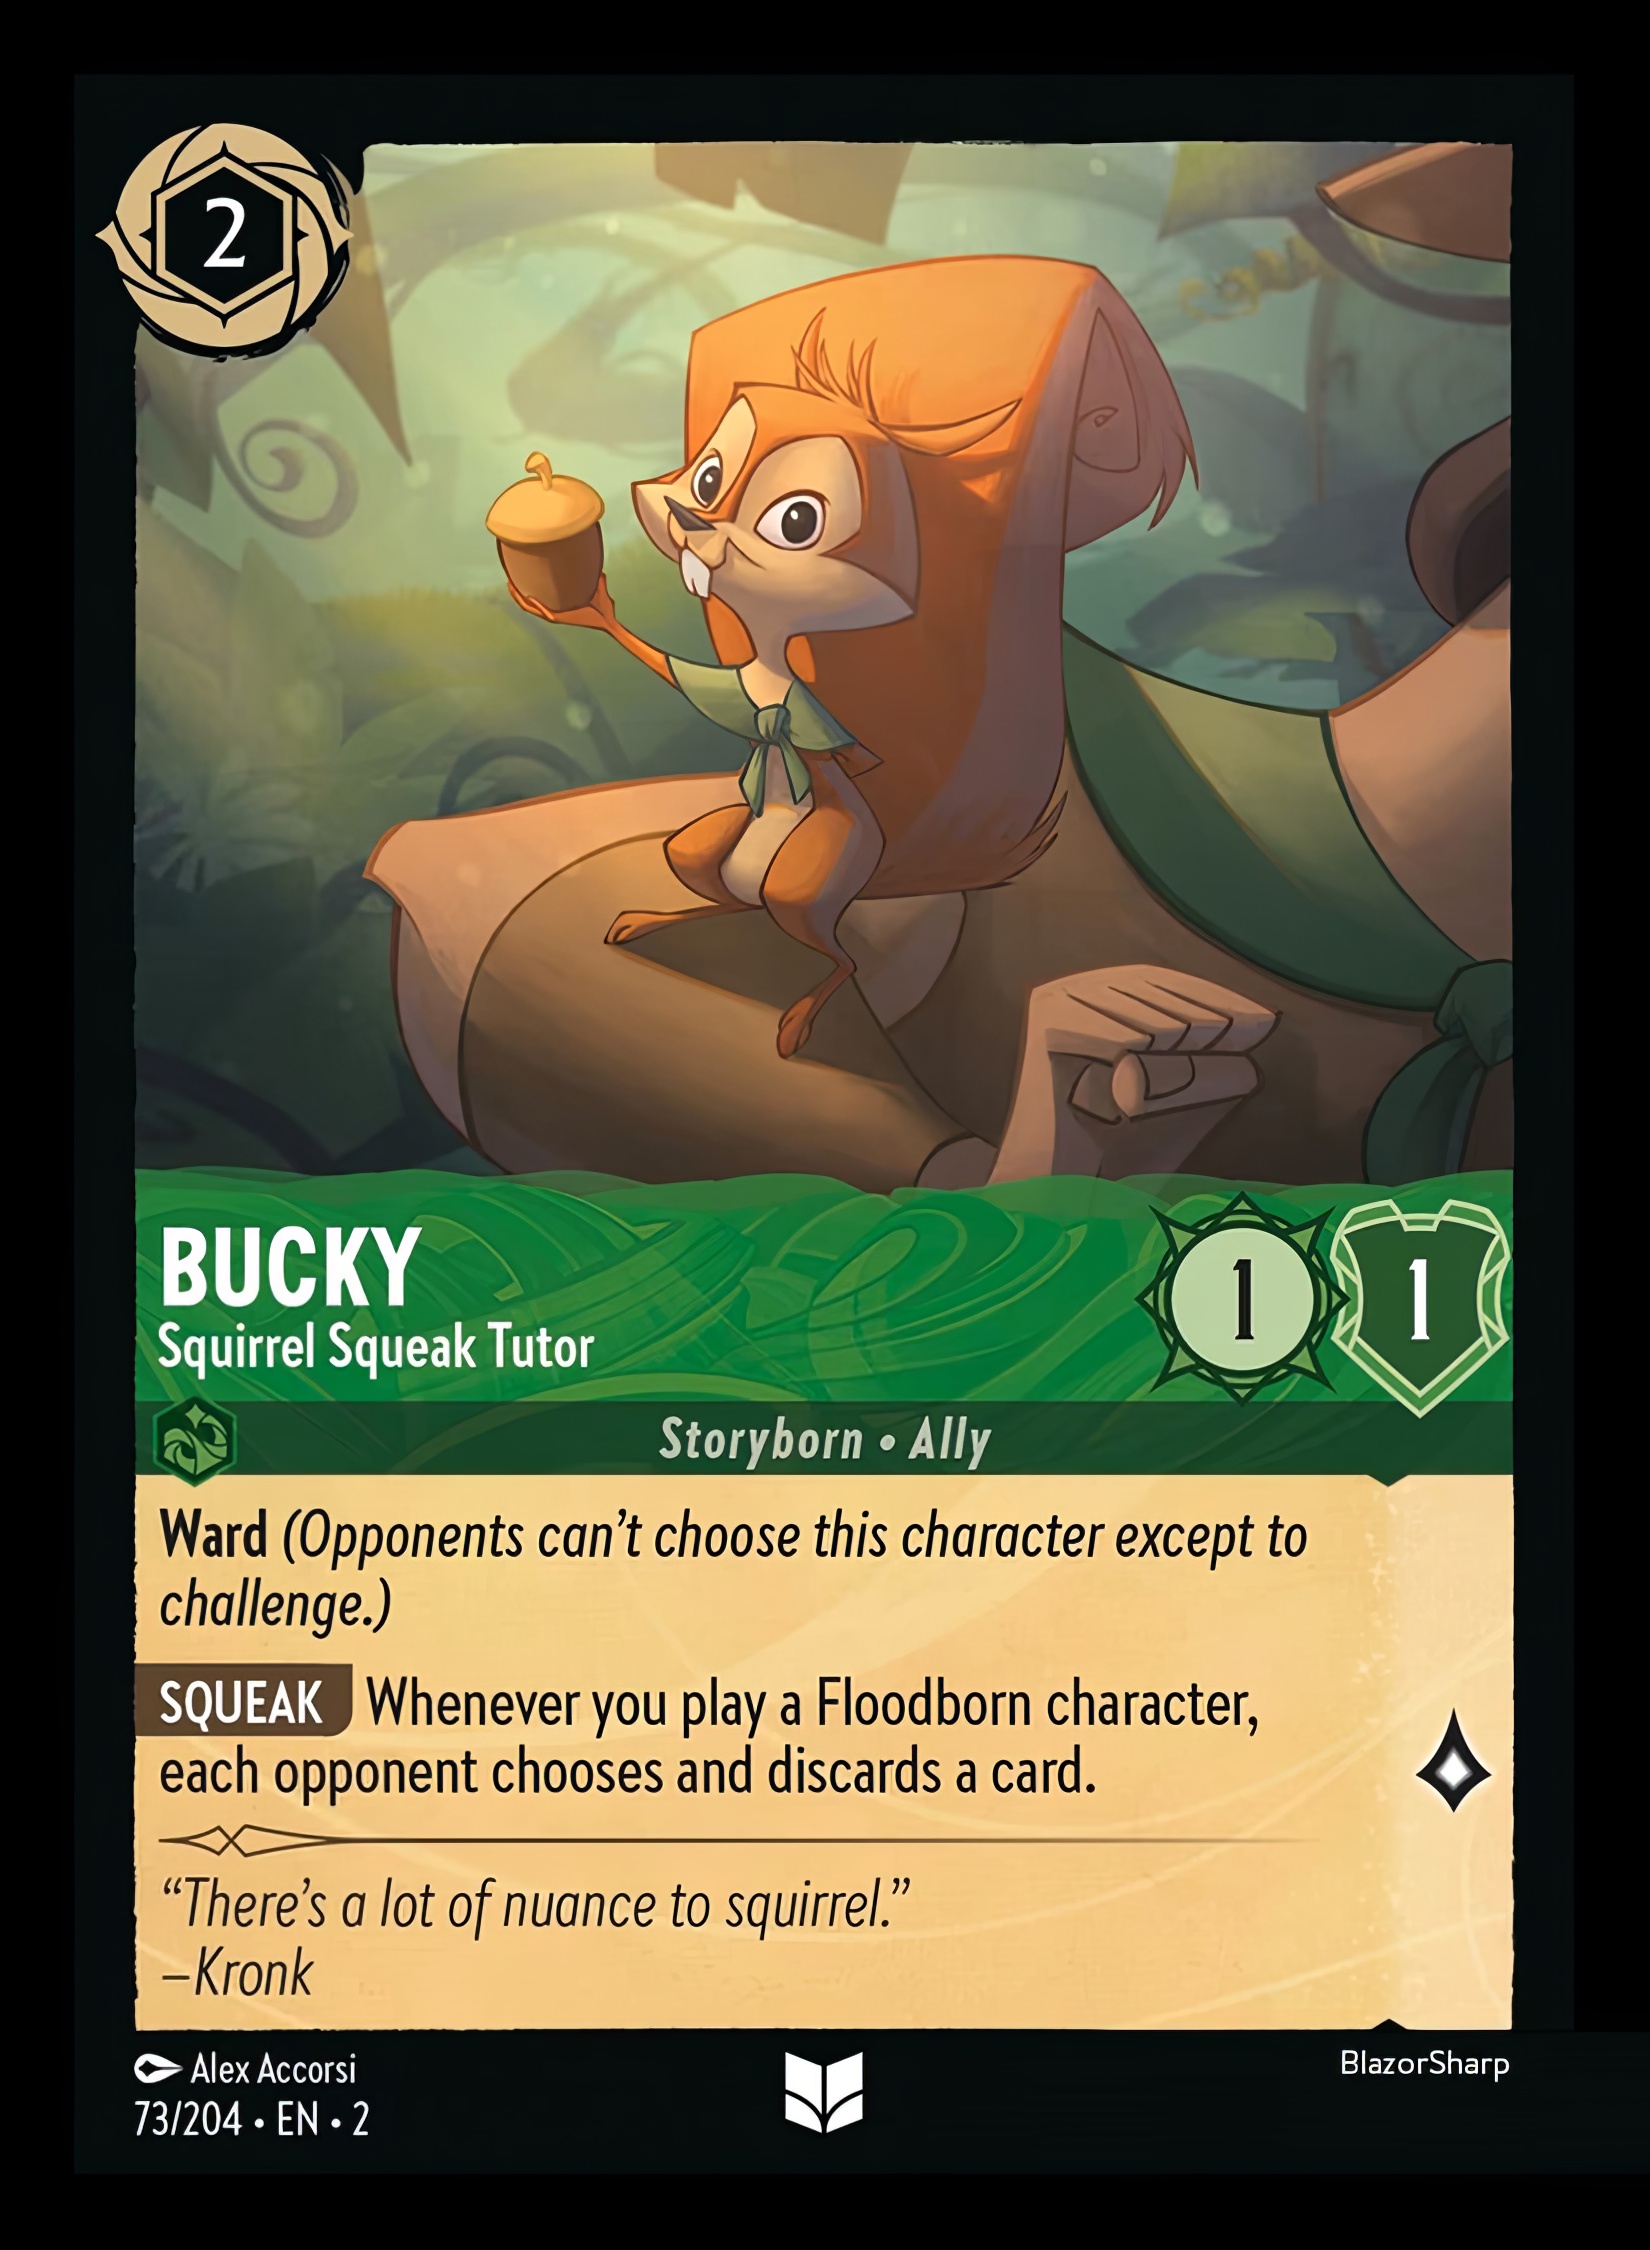 2
BUCKY
Squirrel Squeak Tutor
1
1
Storyborn • Ally
Ward (Opponents can’t choose this character except to
challenge.)
SQUEAK Whenever you play a Floodborn character,
each opponent chooses and discards a card.
“There’s a lot of nuance to squirrel.”
–Kronk
Alex Accorsi
BlazorSharp
73/204 • EN • 2